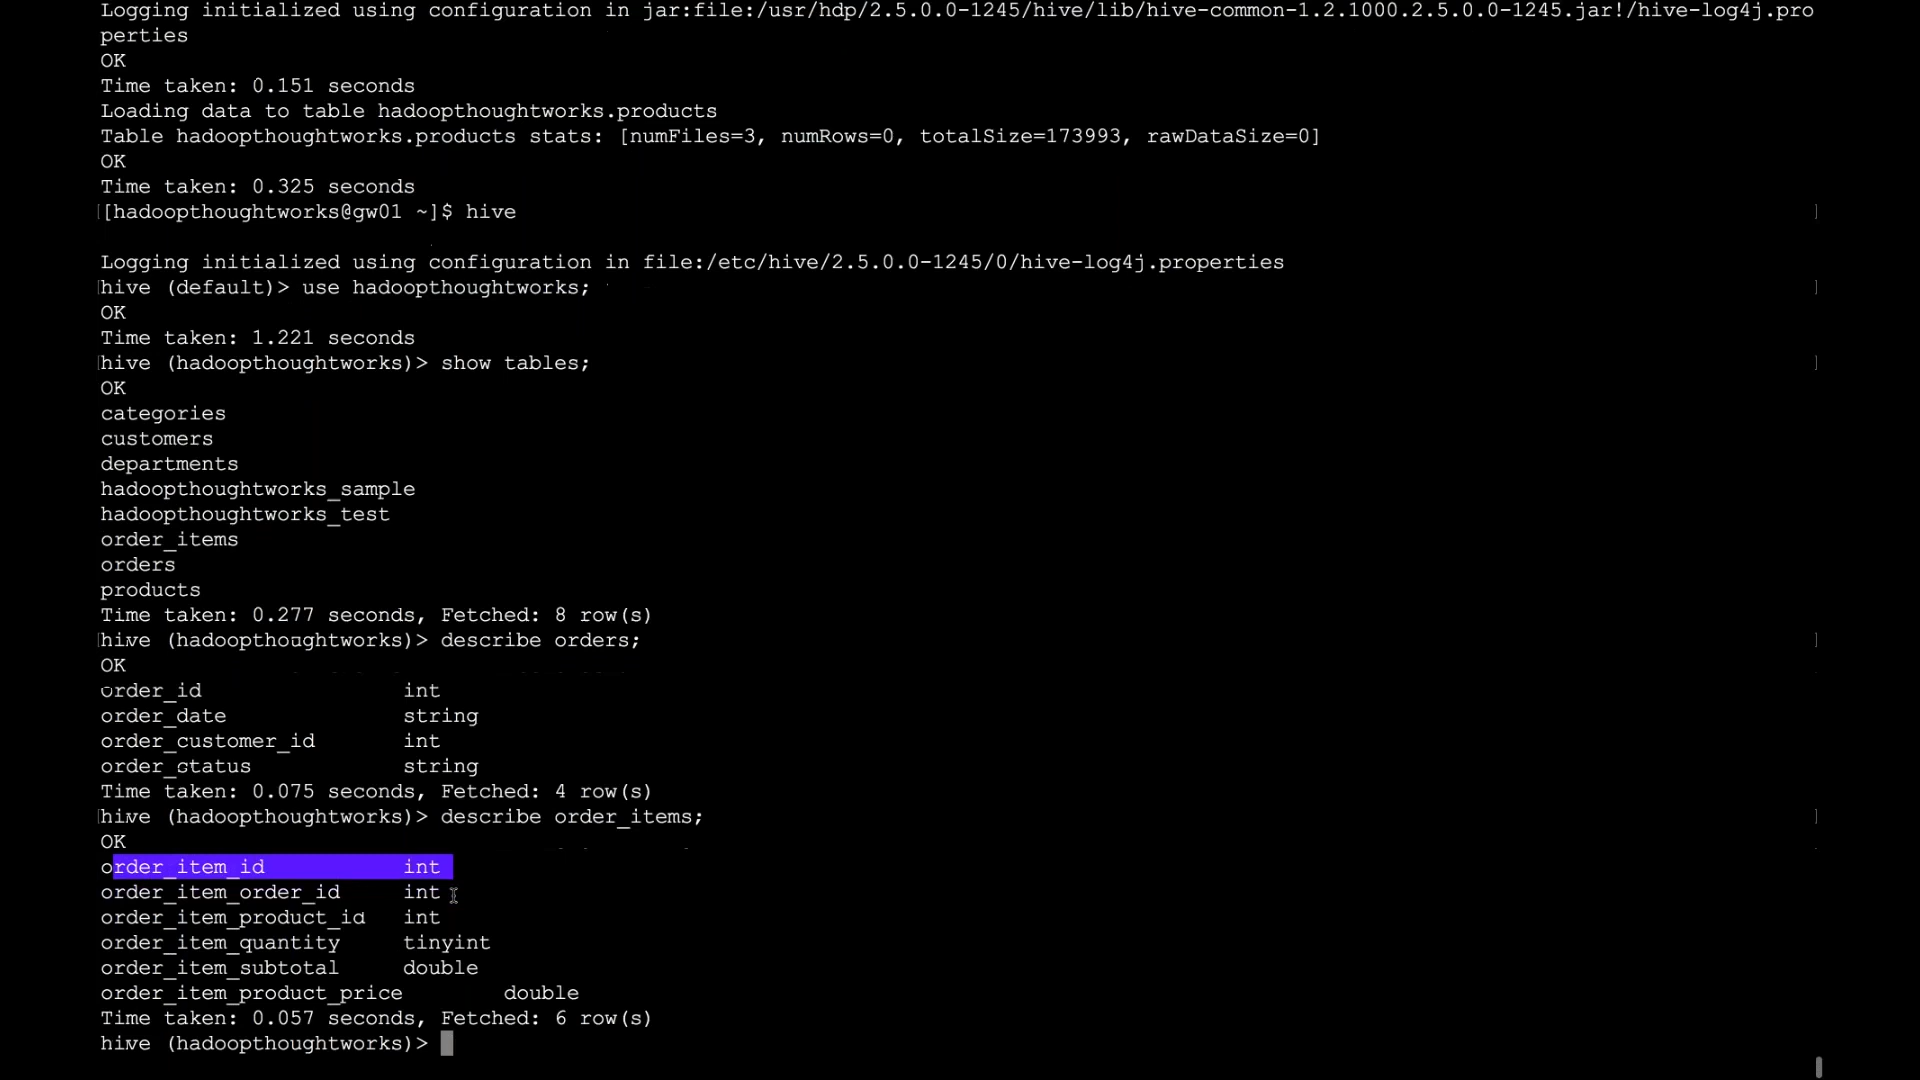 Logging initialized using configuration in jar:file:/usr/hdp/2.5.0.0-1245/hive/lib/hive-common-1.2.1000.2.5.0.0-1245.jar!/hive-log4j.pro
perties
OK
Time taken: 0.151 seconds
Loading data to table hadoopthoughtworks.products
Table hadoopthoughtworks.products stats: [numFiles=3, numRows=0, totalSize=173993, rawDataSize=0]
OK
Time taken: 0.325 seconds
[[hadoopthoughtworks@gw01 ~]$ hive ]
Logging initialized using configuration in file:/etc/hive/2.5.0.0-1245/0/hive-log4j.properties
[hive (default)> use hadoopthoughtworks; ]
OK
Time taken: 1.221 seconds
[hive (hadoopthoughtworks)> show tables; ]
OK
categories
customers
departments
hadoopthoughtworks_sample
hadoopthoughtworks_test
order_items
orders
products
Time taken: 0.277 seconds, Fetched: 8 row(s)
[hive (hadoopthoughtworks)> describe orders; ]
OK
order_id int
order_date string
order_customer_id int
order_status string
Time taken: 0.075 seconds, Fetched: 4 row(s)
[hive (hadoopthoughtworks)> describe order_items; ]
OK
order_item_id int
order_item_order_id int
order_item_product_id int
order_item_quantity tinyint
order_item_subtotal double
order_item_product_price double
Time taken: 0.057 seconds, Fetched: 6 row(s)
hive (hadoopthoughtworks)>